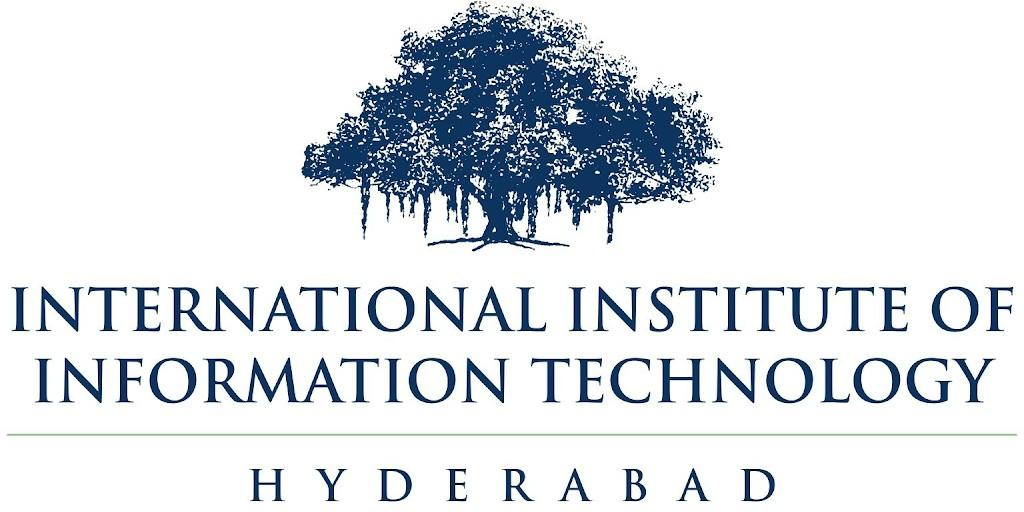 INTERNATIONAL INSTITUTE OF
INFORMATION TECHNOLOGY
HYDERABAD